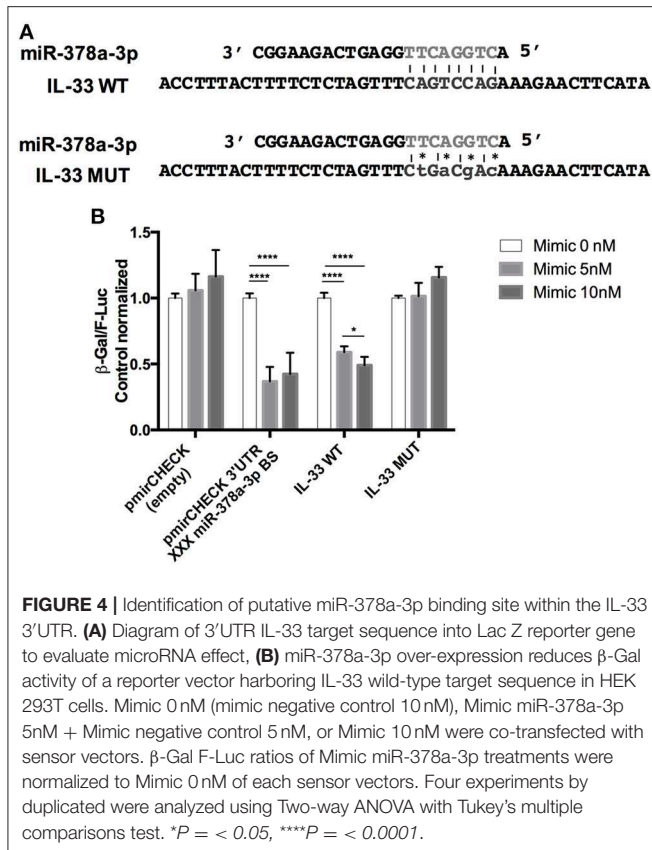 A
miR-378a-3p 3' CGGAAGACTGAGGTTCAGGTCA 5'
IL-33 WT ACCTTTACTTTTCTCTAGTTTCAGTCCAGAAAGAACTTCATA
miR-378a-3p 3' CGGAAGACTGAGGTTCAGGTCA 5'
* * * *
IL-33 MUT ACCTTTACTTTTCTCTAGTTTCtGaCgAcAAAGAACTTCATA
B
β-Gal/F-Luc
Control normalized
1.5
1.0
0.5
0.0
**** ****
**** ****
*
Mimic 0 nM
Mimic 5nM
Mimic 10nM
pmirCHECK
(empty)
pmirCHECK 3'UTR
XXX miR-378a-3p BS
IL-33 WT
IL-33 MUT
FIGURE 4 | Identification of putative miR-378a-3p binding site within the IL-33
3′UTR. (A) Diagram of 3′UTR IL-33 target sequence into Lac Z reporter gene
to evaluate microRNA effect, (B) miR-378a-3p over-expression reduces β-Gal
activity of a reporter vector harboring IL-33 wild-type target sequence in HEK
293T cells. Mimic 0 nM (mimic negative control 10 nM), Mimic miR-378a-3p
5nM + Mimic negative control 5 nM, or Mimic 10 nM were co-transfected with
sensor vectors. β-Gal F-Luc ratios of Mimic miR-378a-3p treatments were
normalized to Mimic 0 nM of each sensor vectors. Four experiments by
duplicated were analyzed using Two-way ANOVA with Tukey's multiple
comparisons test. *P = < 0.05, ****P = < 0.0001.